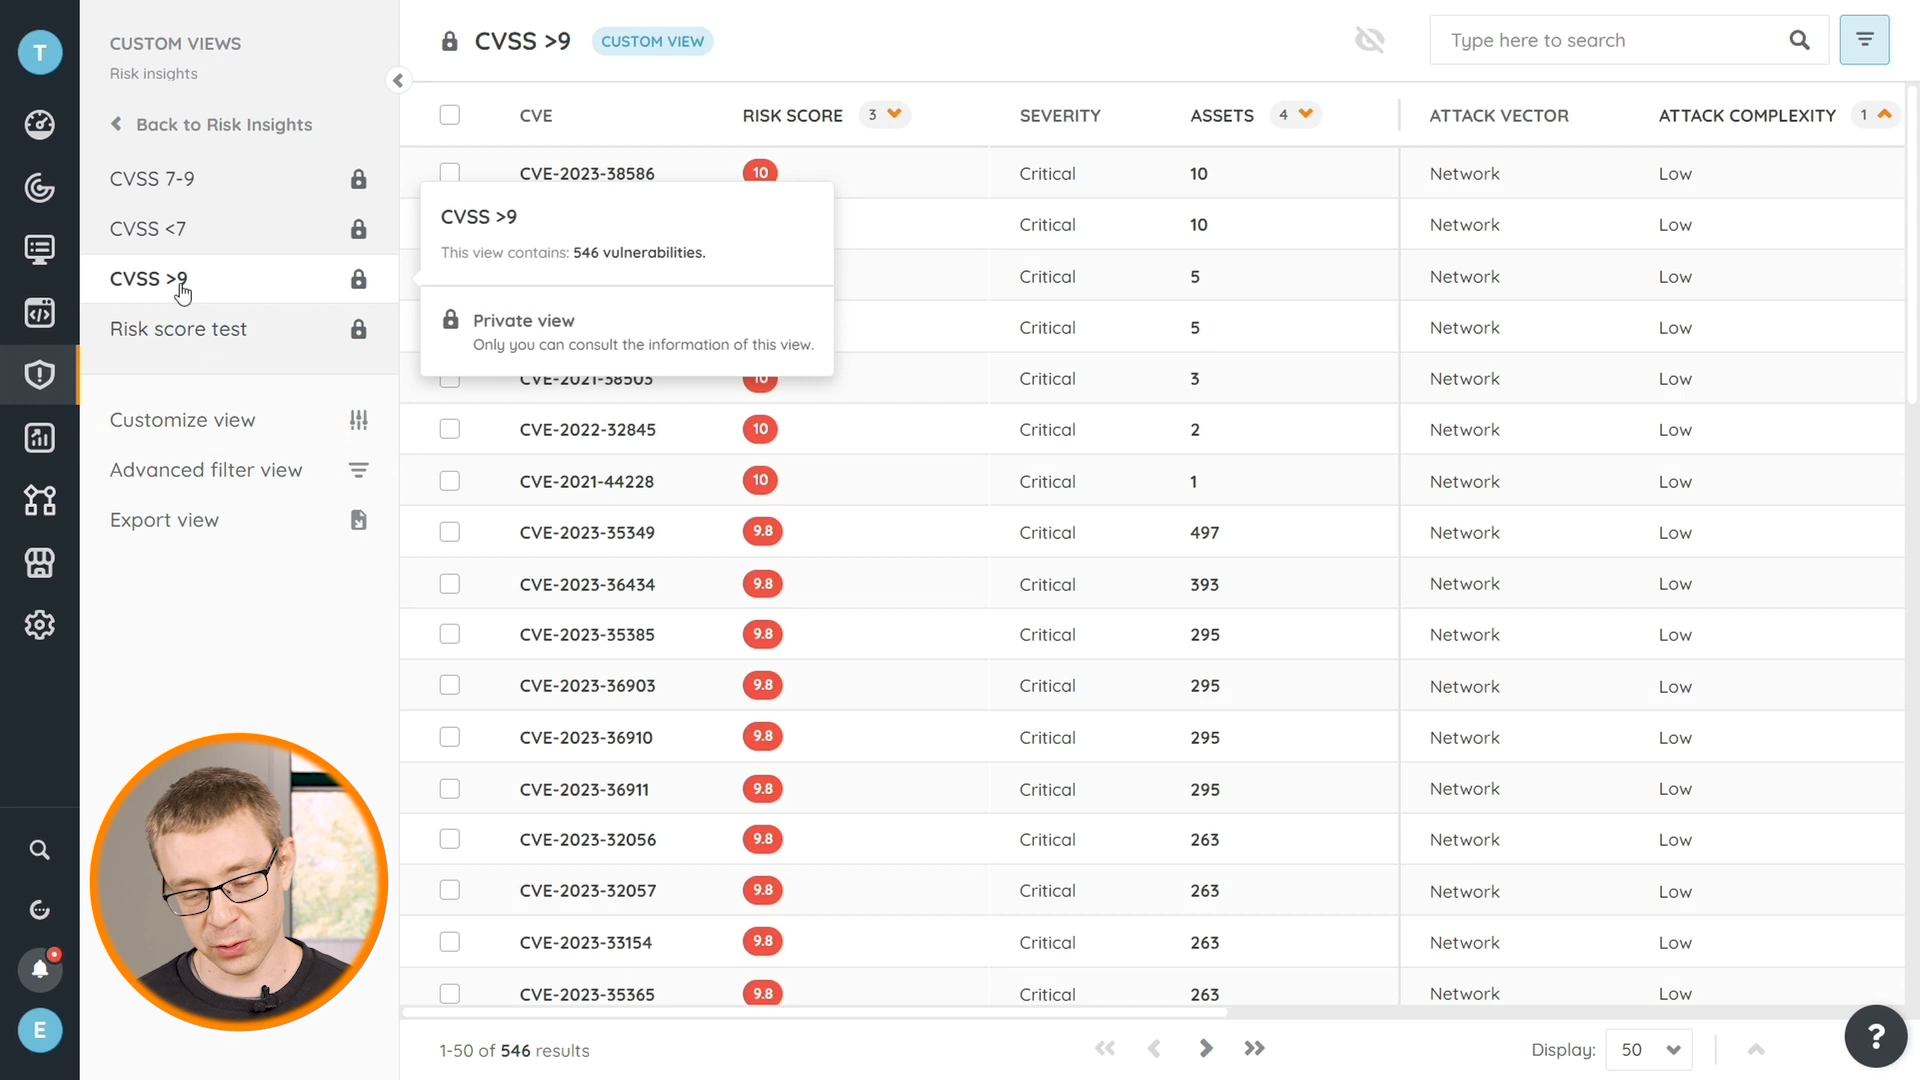 T
CUSTOM VIEWS
Risk insights
Back to Risk Insights
CVSS 7-9
CVSS <7
CVSS >9
Risk score test
Customize view
Advanced filter view
Export view
E
CVSS >9 CUSTOM VIEW
Type here to search
CVE RISK SCORE 3 SEVERITY ASSETS 4 ATTACK VECTOR ATTACK COMPLEXITY 1
CVE-2023-38586 10 Critical 10 Network Low
Critical 10 Network Low
Critical 5 Network Low
Critical 5 Network Low
CVE-2021-38503 10 Critical 3 Network Low
CVE-2022-32845 10 Critical 2 Network Low
CVE-2021-44228 10 Critical 1 Network Low
CVE-2023-35349 9.8 Critical 497 Network Low
CVE-2023-36434 9.8 Critical 393 Network Low
CVE-2023-35385 9.8 Critical 295 Network Low
CVE-2023-36903 9.8 Critical 295 Network Low
CVE-2023-36910 9.8 Critical 295 Network Low
CVE-2023-36911 9.8 Critical 295 Network Low
CVE-2023-32056 9.8 Critical 263 Network Low
CVE-2023-32057 9.8 Critical 263 Network Low
CVE-2023-33154 9.8 Critical 263 Network Low
CVE-2023-35365 9.8 Critical 263 Network Low
CVSS >9
This view contains: 546 vulnerabilities.
Private view
Only you can consult the information of this view.
1-50 of 546 results
Display: 50
?